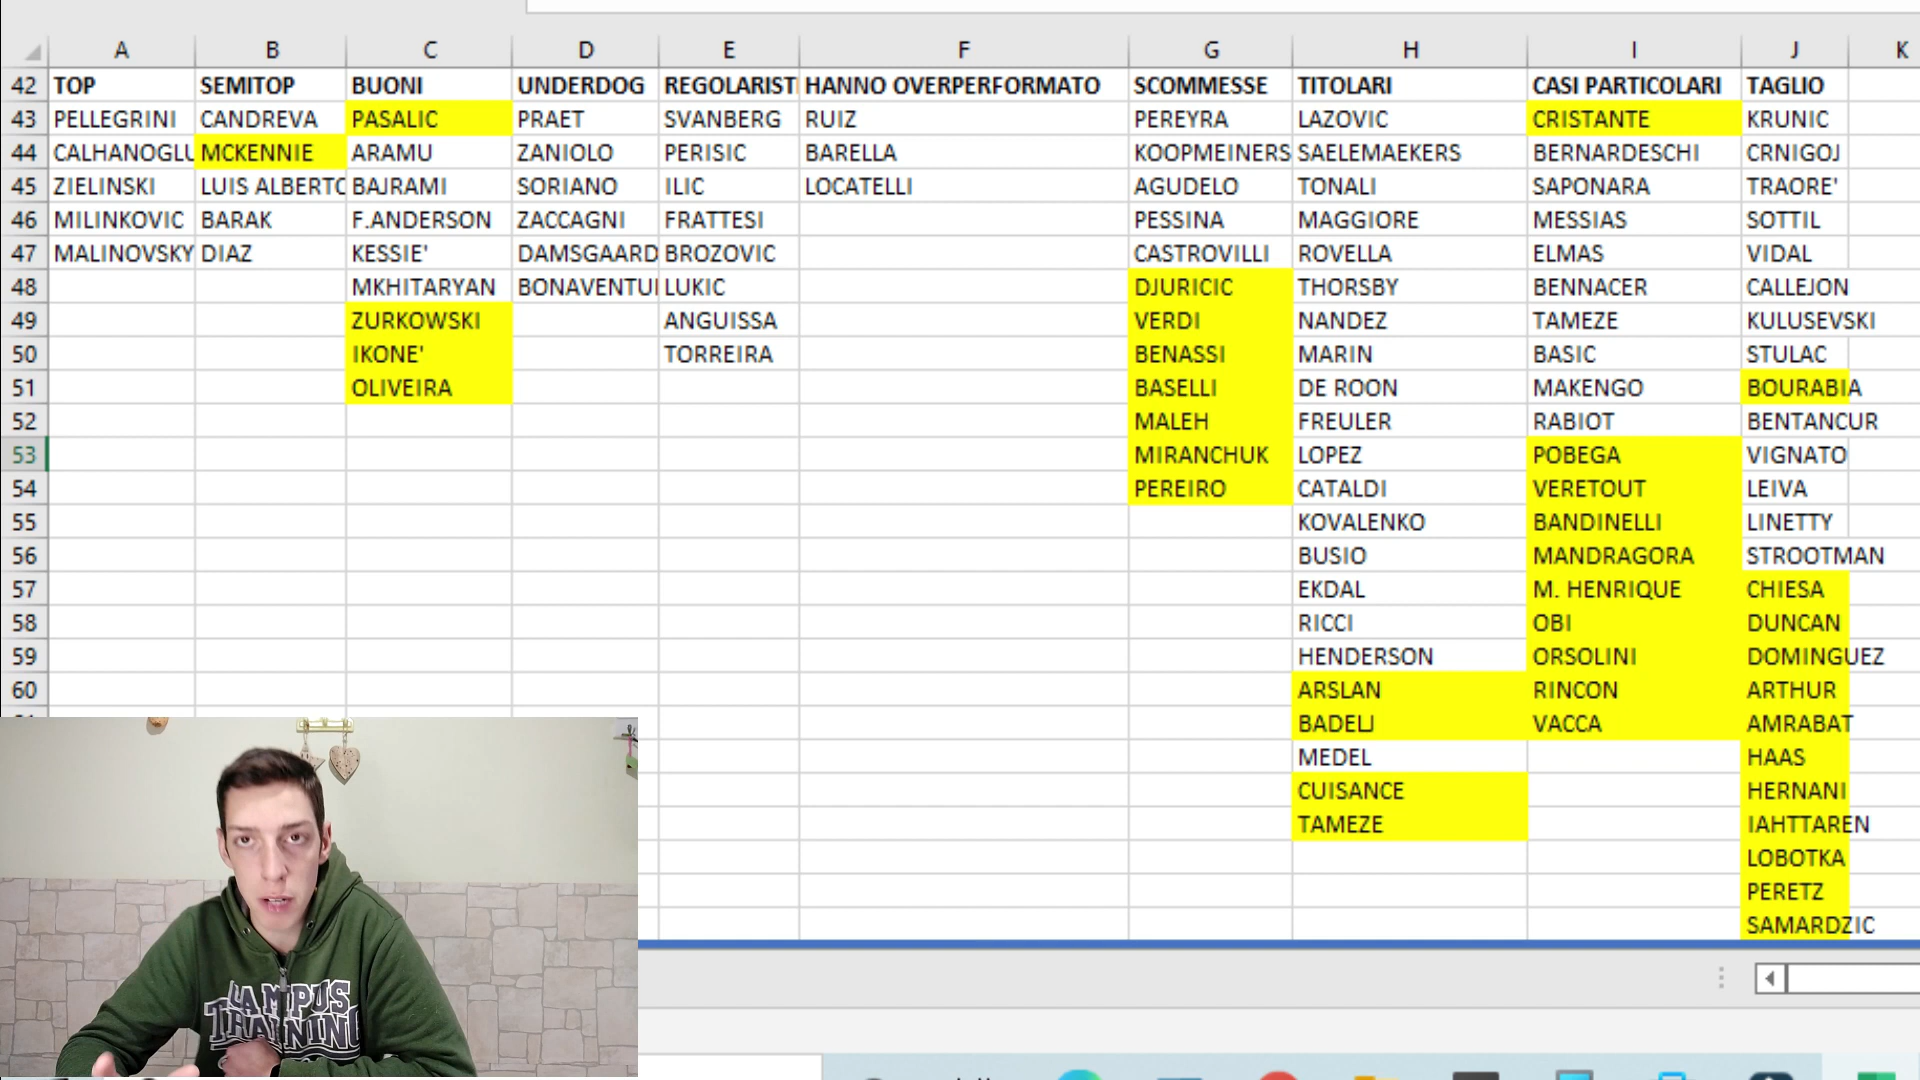 A B C D E F G H I J K
42 TOP SEMITOP BUONI UNDERDOG REGOLARISTI HANNO OVERPERFORMATO SCOMMESSE TITOLARI CASI PARTICOLARI TAGLIO
43 PELLEGRINI CANDREVA PASALIC PRAET SVANBERG RUIZ PEREYRA LAZOVIC CRISTANTE KRUNIC
44 CALHANOGLU MCKENNIE ARAMU ZANIOLO PERISIC BARELLA KOOPMEINERS SAELEMAEKERS BERNARDESCHI CRNIGOJ
45 ZIELINSKI LUIS ALBERTO BAJRAMI SORIANO ILIC LOCATELLI AGUDELO TONALI SAPONARA TRAORE'
46 MILINKOVIC BARAK F.ANDERSON ZACCAGNI FRATTESI PESSINA MAGGIORE MESSIAS SOTTIL
47 MALINOVSKY DIAZ KESSIE' DAMSGAARD BROZOVIC CASTROVILLI ROVELLA ELMAS VIDAL
48 MKHITARYAN BONAVENTU LUKIC DJURICIC THORSBY BENNACER CALLEJON
49 ZURKOWSKI ANGUISSA VERDI NANDEZ TAMEZE KULUSEVSKI
50 IKONE' TORREIRA BENASSI MARIN BASIC STULAC
51 OLIVEIRA BASELLI DE ROON MAKENGO BOURABIA
52 MALEH FREULER RABIOT BENTANCUR
53 MIRANCHUK LOPEZ POBEGA VIGNATO
54 PEREIRO CATALDI VERETOUT LEIVA
55 KOVALENKO BANDINELLI LINETTY
56 BUSIO MANDRAGORA STROOTMAN
57 EKDAL M. HENRIQUE CHIESA
58 RICCI OBI DUNCAN
59 HENDERSON ORSOLINI DOMINGUEZ
60 ARSLAN RINCON ARTHUR
BADELJ VACCA AMRABAT
MEDEL HAAS
CUISANCE HERNANI
TAMEZE IAHTTAREN
LOBOTKA
PERETZ
SAMARDZIC
CAMPUS
TRAINING